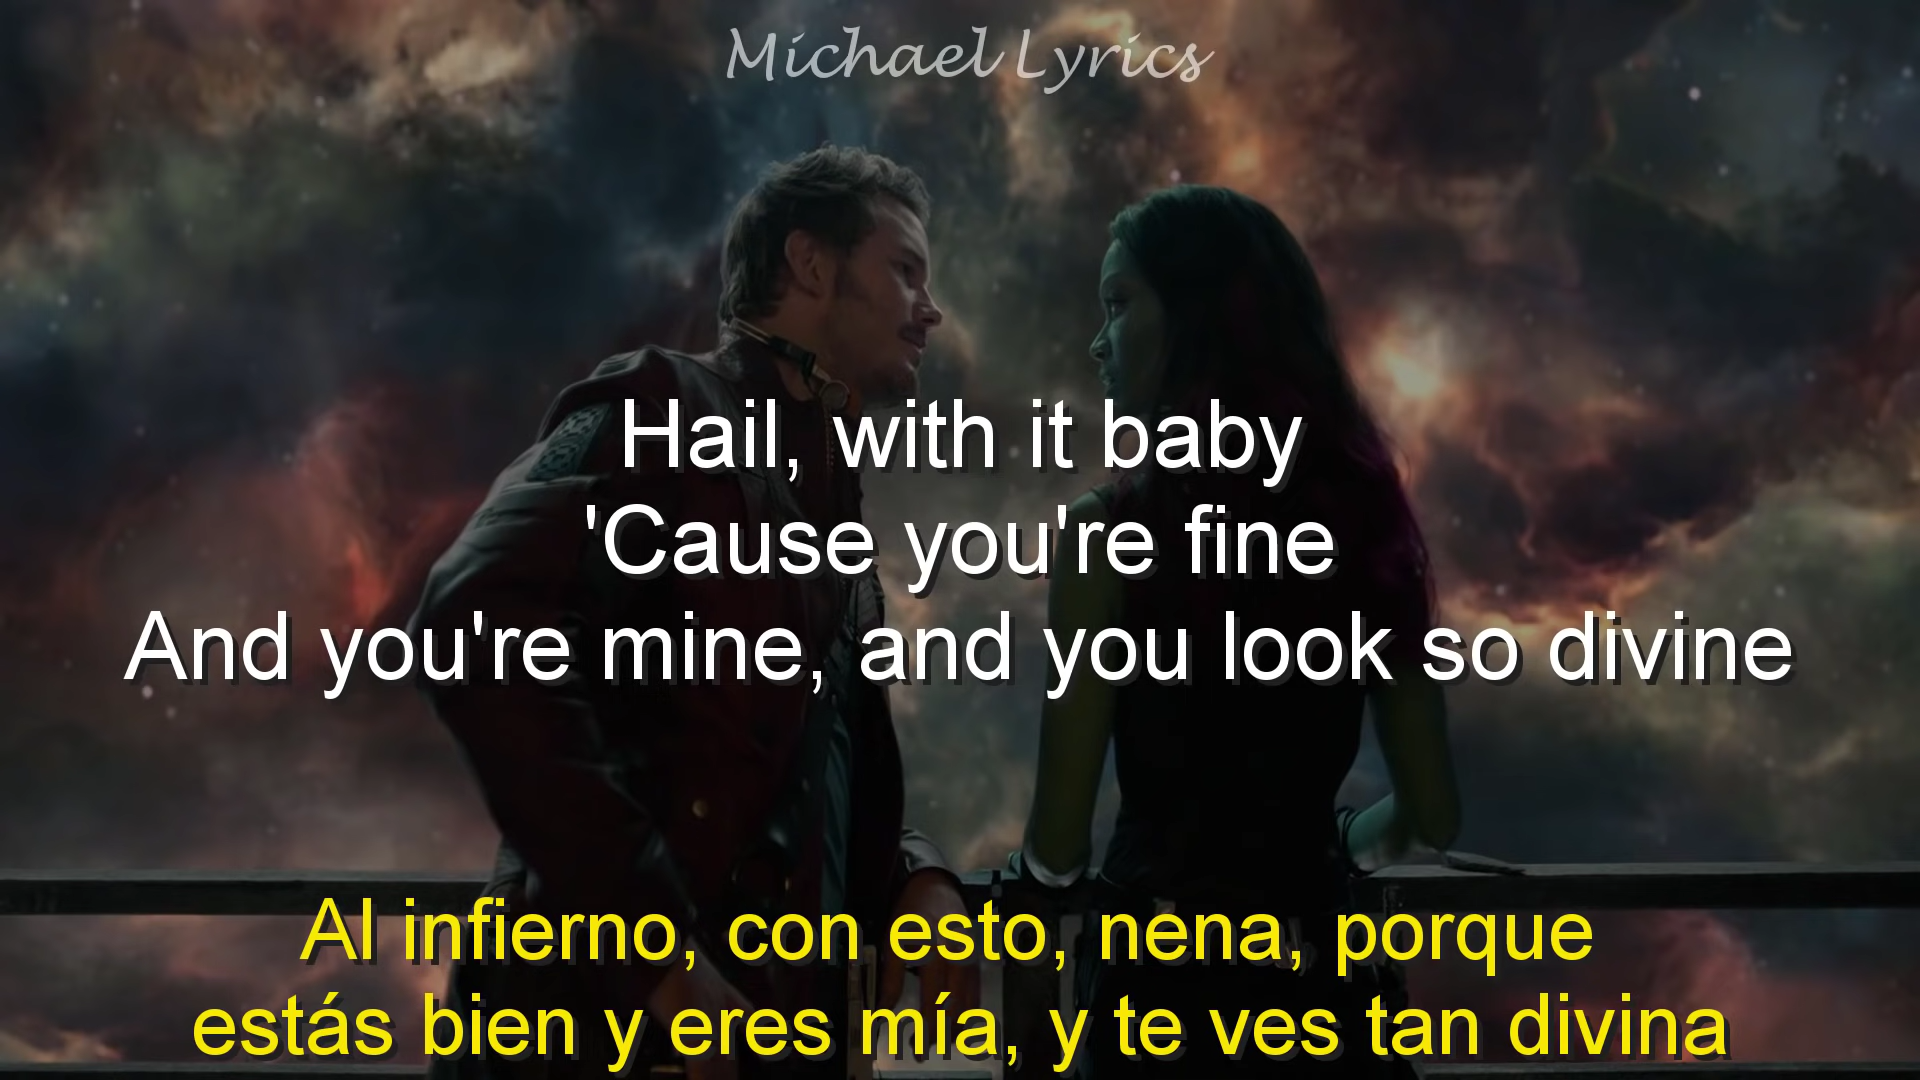 Michael Lyrics
Hail, with it baby
'Cause you're fine
And you're mine, and you look so divine
Al infierno, con esto, nena, porque
estás bien y eres mía, y te ves tan divina